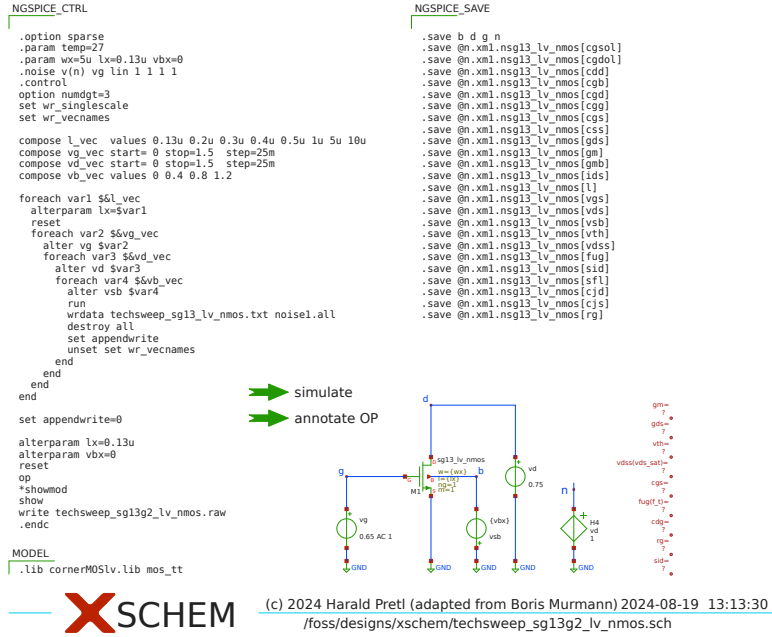 NGSPICE_CTRL
.option sparse
.param temp=27
.param wx=5u lx=0.13u vbx=0
.noise v(n) vg lin 1 1 1 1
.control
option numdgt=3
set wr_singlescale
set wr_vecnames
compose l_vec  values 0.13u 0.2u 0.3u 0.4u 0.5u 1u 5u 10u
compose vg_vec start= 0 stop=1.5  step=25m
compose vd_vec start= 0 stop=1.5  step=25m
compose vb_vec values 0 0.4 0.8 1.2
foreach var1 $&l_vec
alterparam lx=$var1
reset
foreach var2 $&vg_vec
alter vg $var2
foreach var3 $&vd_vec
alter vd $var3
foreach var4 $&vb_vec
alter vsb $var4
run
wrdata techsweep_sg13_lv_nmos.txt noise1.all
destroy all
set appendwrite
unset set wr_vecnames
end
end
end
end
set appendwrite=0
alterparam lx=0.13u
alterparam vbx=0
reset
op
*showmod
show
write techsweep_sg13g2_lv_nmos.raw
.endc
MODEL
.lib cornerMOSlv.lib mos_tt
NGSPICE_SAVE
.save b d g n
.save @n.xm1.nsg13_lv_nmos[cgsol]
.save @n.xm1.nsg13_lv_nmos[cgdol]
.save @n.xm1.nsg13_lv_nmos[cdd]
.save @n.xm1.nsg13_lv_nmos[cgb]
.save @n.xm1.nsg13_lv_nmos[cgd]
.save @n.xm1.nsg13_lv_nmos[cgg]
.save @n.xm1.nsg13_lv_nmos[cgs]
.save @n.xm1.nsg13_lv_nmos[css]
.save @n.xm1.nsg13_lv_nmos[gds]
.save @n.xm1.nsg13_lv_nmos[gm]
.save @n.xm1.nsg13_lv_nmos[gmb]
.save @n.xm1.nsg13_lv_nmos[ids]
.save @n.xm1.nsg13_lv_nmos[l]
.save @n.xm1.nsg13_lv_nmos[vgs]
.save @n.xm1.nsg13_lv_nmos[vds]
.save @n.xm1.nsg13_lv_nmos[vsb]
.save @n.xm1.nsg13_lv_nmos[vth]
.save @n.xm1.nsg13_lv_nmos[vdss]
.save @n.xm1.nsg13_lv_nmos[fug]
.save @n.xm1.nsg13_lv_nmos[sid]
.save @n.xm1.nsg13_lv_nmos[sfl]
.save @n.xm1.nsg13_lv_nmos[cjd]
.save @n.xm1.nsg13_lv_nmos[cjs]
.save @n.xm1.nsg13_lv_nmos[rg]
simulate
annotate OP
d
sg13_lv_nmos
w={wx}
l={lx}
ng=1
m=1
M1
G
D
B
S
g
b
vg
0.65 AC 1
{vbx}
vsb
vd
0.75
n
H4
vd
1
GND
GND
GND
GND
GND
gm=
?
gds=
?
vth=
?
vdss(vds_sat)=
?
cgs=
?
fug(f_t)=
?
cdg=
?
rg=
?
sid=
?
XSCHEM
(c) 2024 Harald Pretl (adapted from Boris Murmann) 2024-08-19  13:13:30
/foss/designs/xschem/techsweep_sg13g2_lv_nmos.sch